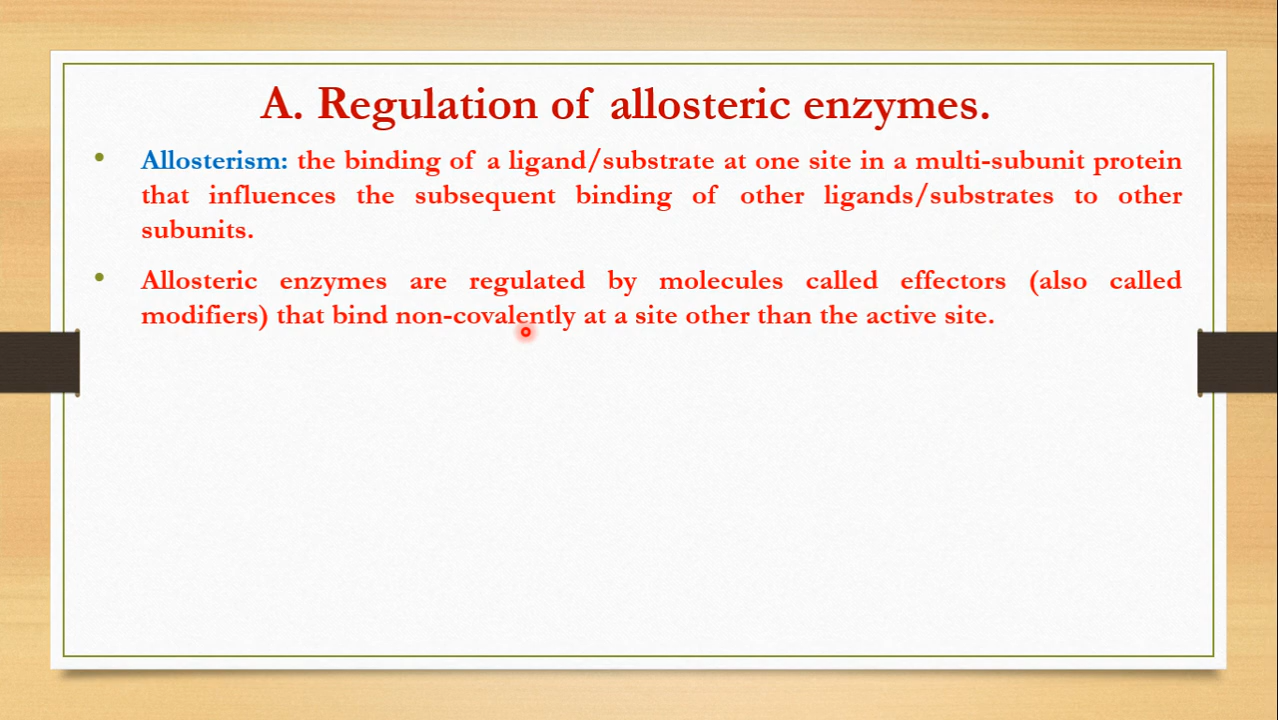 A. Regulation of allosteric enzymes.
• Allosterism: the binding of a ligand/substrate at one site in a multi-subunit protein
that influences the subsequent binding of other ligands/substrates to other
subunits.
• Allosteric enzymes are regulated by molecules called effectors (also called
modifiers) that bind non-covalently at a site other than the active site.